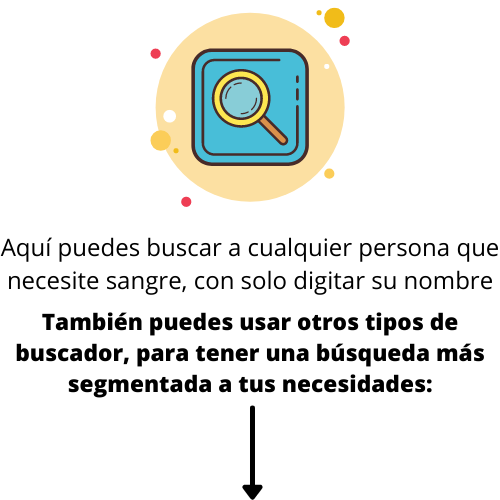 Aquí puedes buscar a cualquier persona que
necesite sangre, con solo digitar su nombre
También puedes usar otros tipos de
buscador, para tener una búsqueda más
segmentada a tus necesidades: